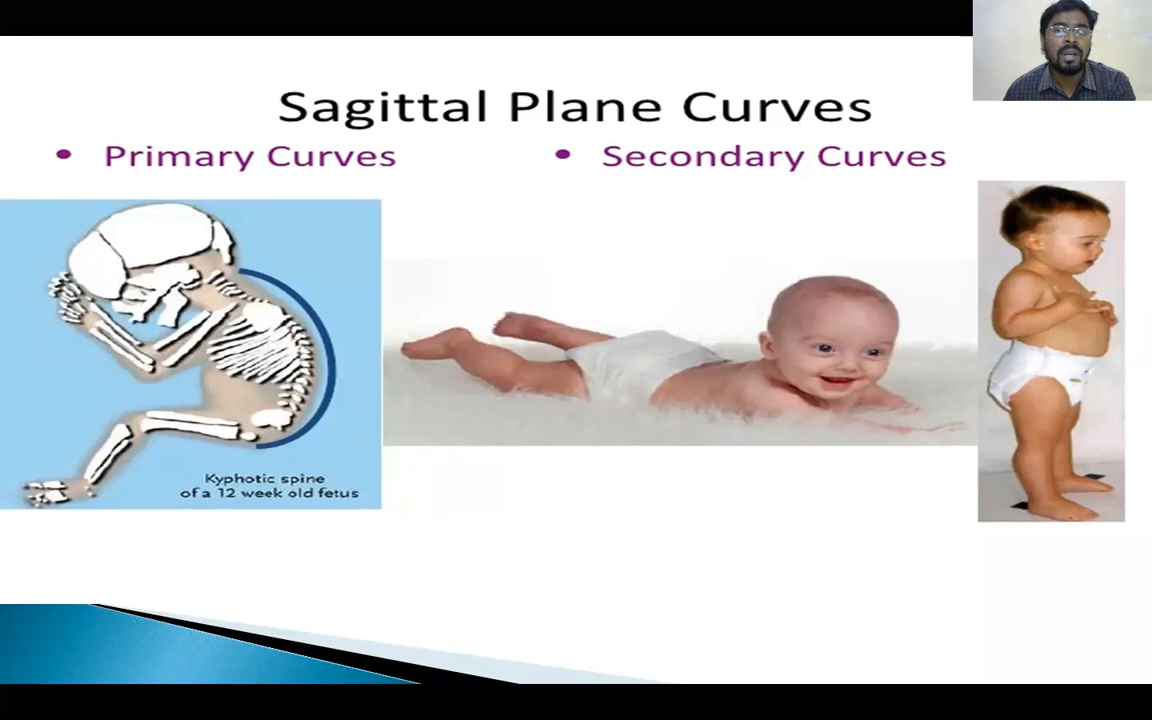 Sagittal Plane Curves
• Primary Curves
• Secondary Curves
Kyphotic spine
of a 12 week old fetus